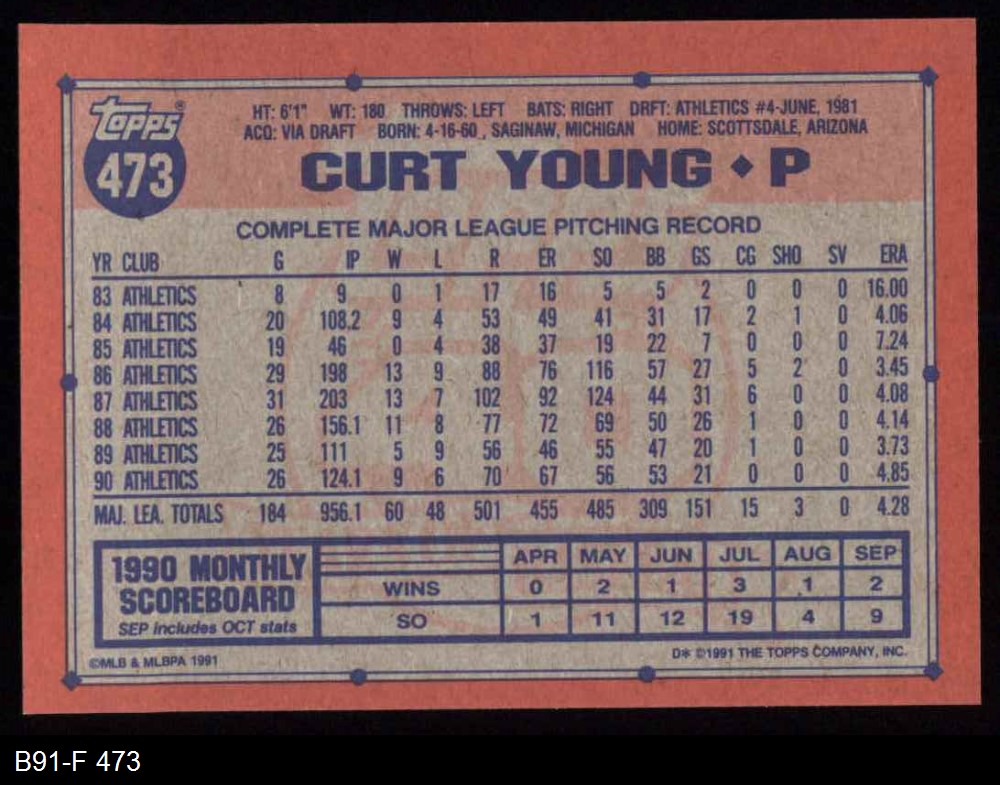 Topps®
473
HT: 6'1" WT: 180 THROWS: LEFT BATS: RIGHT DRFT: ATHLETICS #4-JUNE, 1981
ACQ: VIA DRAFT BORN: 4-16-60, SAGINAW, MICHIGAN HOME: SCOTTSDALE, ARIZONA
CURT YOUNG ♦ P
COMPLETE MAJOR LEAGUE PITCHING RECORD
YR CLUB G IP W L R ER SO BB GS CG SHO SV ERA
83 ATHLETICS 8 9 0 1 17 16 5 5 2 0 0 0 16.00
84 ATHLETICS 20 108.2 9 4 53 49 41 31 17 2 1 0 4.06
85 ATHLETICS 19 46 0 4 38 37 19 22 7 0 0 0 7.24
86 ATHLETICS 29 198 13 9 88 76 116 57 27 5 2 0 3.45
87 ATHLETICS 31 203 13 7 102 92 124 44 31 6 0 0 4.08
88 ATHLETICS 26 156.1 11 8 77 72 69 50 26 1 0 0 4.14
89 ATHLETICS 25 111 5 9 56 46 55 47 20 1 0 0 3.73
90 ATHLETICS 26 124.1 9 6 70 67 56 53 21 0 0 0 4.85
MAJ. LEA. TOTALS 184 956.1 60 48 501 455 485 309 151 15 3 0 4.28
1990 MONTHLY
SCOREBOARD
SEP includes OCT stats
APR MAY JUN JUL AUG SEP
WINS 0 2 1 3 1 2
SO 1 11 12 19 4 9
©MLB & MLBPA 1991
D* ©1991 THE TOPPS COMPANY, INC.
B91-F 473